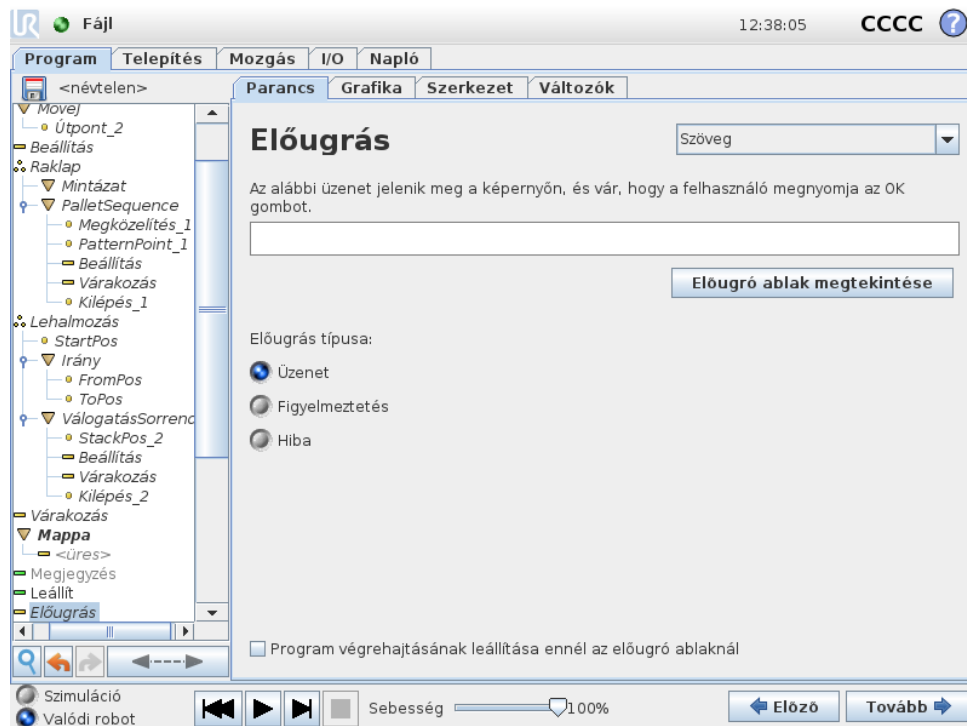 UR Fájl 12:38:05 CCCC ?
Program Telepítés Mozgás I/O Napló
<névtelen>
Parancs Grafika Szerkezet Változók
MoveJ
Útpont_2
Beállítás
Raklap
Mintázat
PalletSequence
Megközelítés_1
PatternPoint_1
Beállítás
Várakozás
Kilépés_1
Lehalmozás
StartPos
Irány
FromPos
ToPos
VálogatásSorrend
StackPos_2
Beállítás
Várakozás
Kilépés_2
Várakozás
Mappa
<üres>
Megjegyzés
Leállít
Előugrás
Előugrás
Szöveg
Az alábbi üzenet jelenik meg a képernyőn, és vár, hogy a felhasználó megnyomja az OK
gombot.
Előugró ablak megtekintése
Előugrás típusa:
Üzenet
Figyelmeztetés
Hiba
Program végrehajtásának leállítása ennél az előugró ablaknál
Szimuláció
Valódi robot
Sebesség 100%
Előző
Tovább